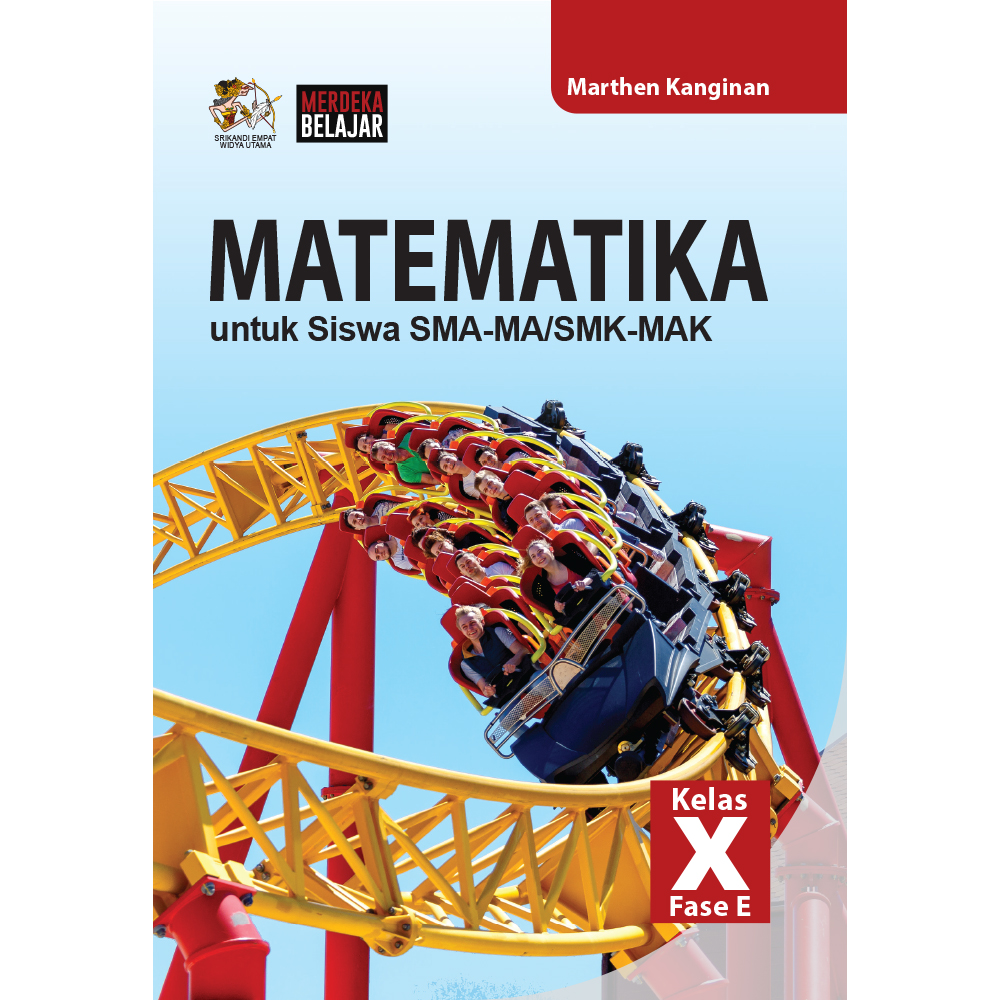 Marthen Kanginan
SRIKANDI EMPAT
WIDYA UTAMA
MERDEKA
BELAJAR
MATEMATIKA
untuk Siswa SMA-MA/SMK-MAK
Kelas
X
Fase E